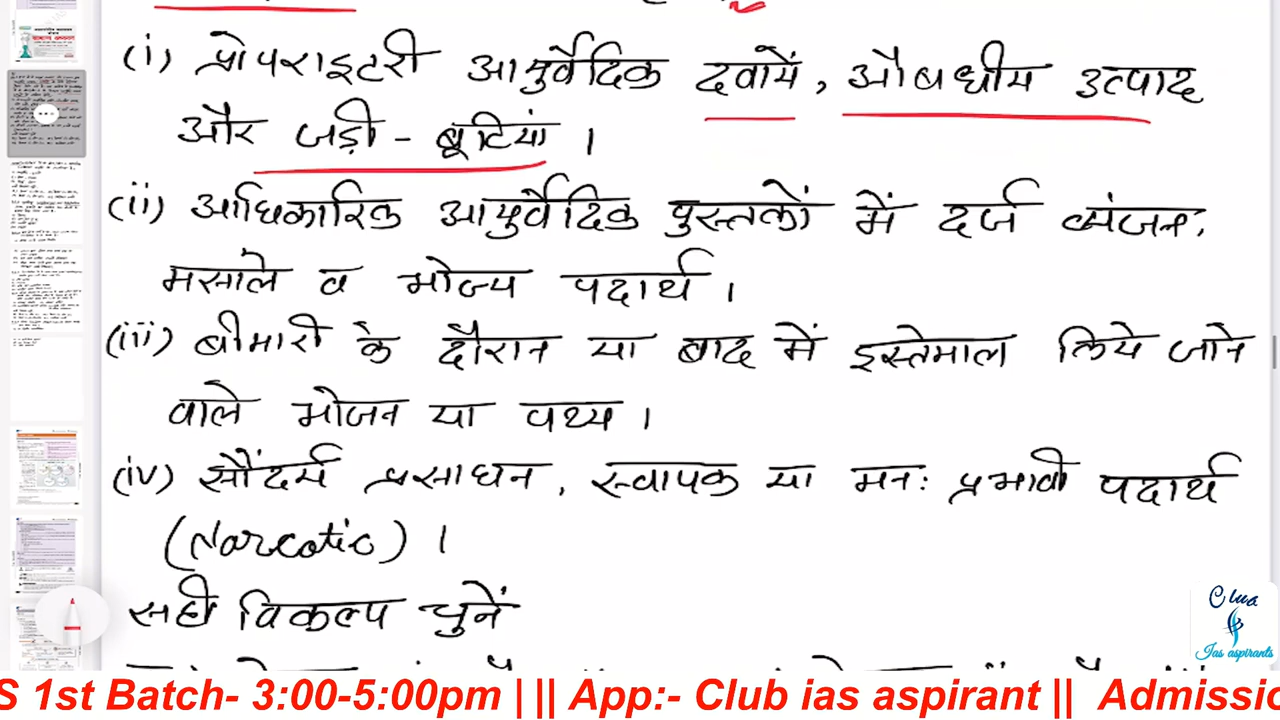 (i) प्रोपराइटरी आयुर्वेदिक दवायें, औषधीय उत्पाद
और जड़ी - बूटियां ।
(ii) आधिकारिक आयुर्वेदिक पुस्तकों में दर्ज व्यंजन,
मसाले व भोज्य पदार्थ ।
(iii) बीमारी के दौरान या बाद में इस्तेमाल लिये जाने
वाले भोजन या पथ्य ।
(iv) सौंदर्य प्रसाधन, स्वापक या मन: प्रभावी पदार्थ
(Narcotic) ।
सही विकल्प चुनें
Club
Ias aspirants
S 1st Batch- 3:00-5:00pm | || App:- Club ias aspirant || Admissio